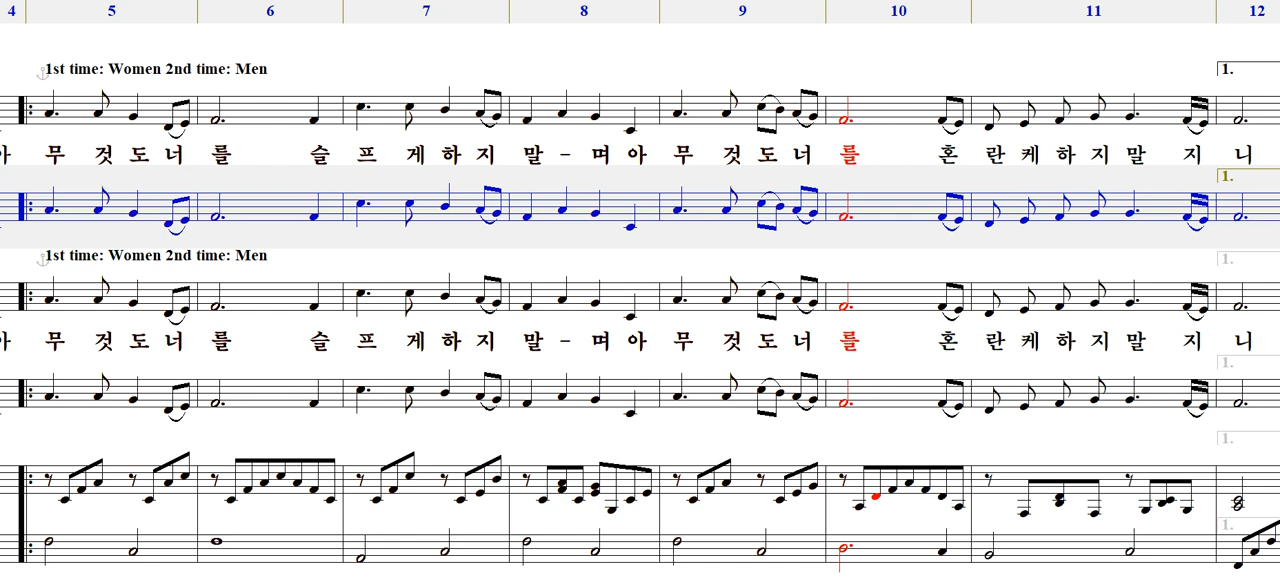 4 5 6 7 8 9 10 11 12
1st time: Women 2nd time: Men
1.
아 무 것 도 너 를 슬 프 게 하 지 말 - 며 아 무 것 도 너 를 혼 란 케 하 지 말 지 니
1.
1st time: Women 2nd time: Men
1.
아 무 것 도 너 를 슬 프 게 하 지 말 - 며 아 무 것 도 너 를 혼 란 케 하 지 말 지 니
1.
1.
1.